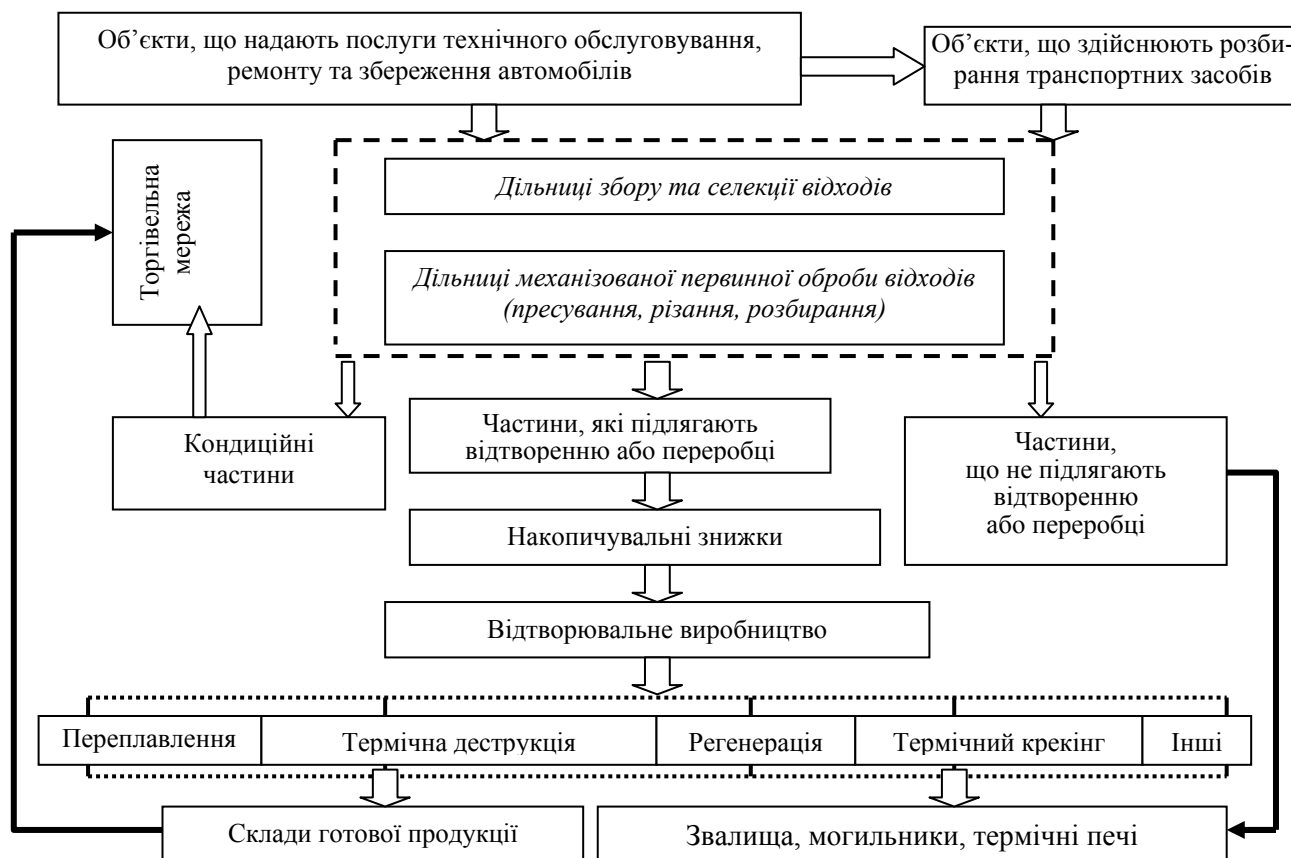 Об’єкти, що надають послуги технічного обслуговування,
ремонту та збереження автомобілів
Об’єкти, що здійснюють розби-
рання транспортних засобів
Торгівельна
мережа
Дільниці збору та селекції відходів
Дільниці механізованої первинної оброби відходів
(пресування, різання, розбирання)
Кондиційні
частини
Частини, які підлягають
відтворенню або переробці
Частини,
що не підлягають
відтворенню
або переробці
Накопичувальні знижки
Відтворювальне виробництво
Переплавлення
Термічна деструкція
Регенерація
Термічний крекінг
Інші
Склади готової продукції
Звалища, могильники, термічні печі